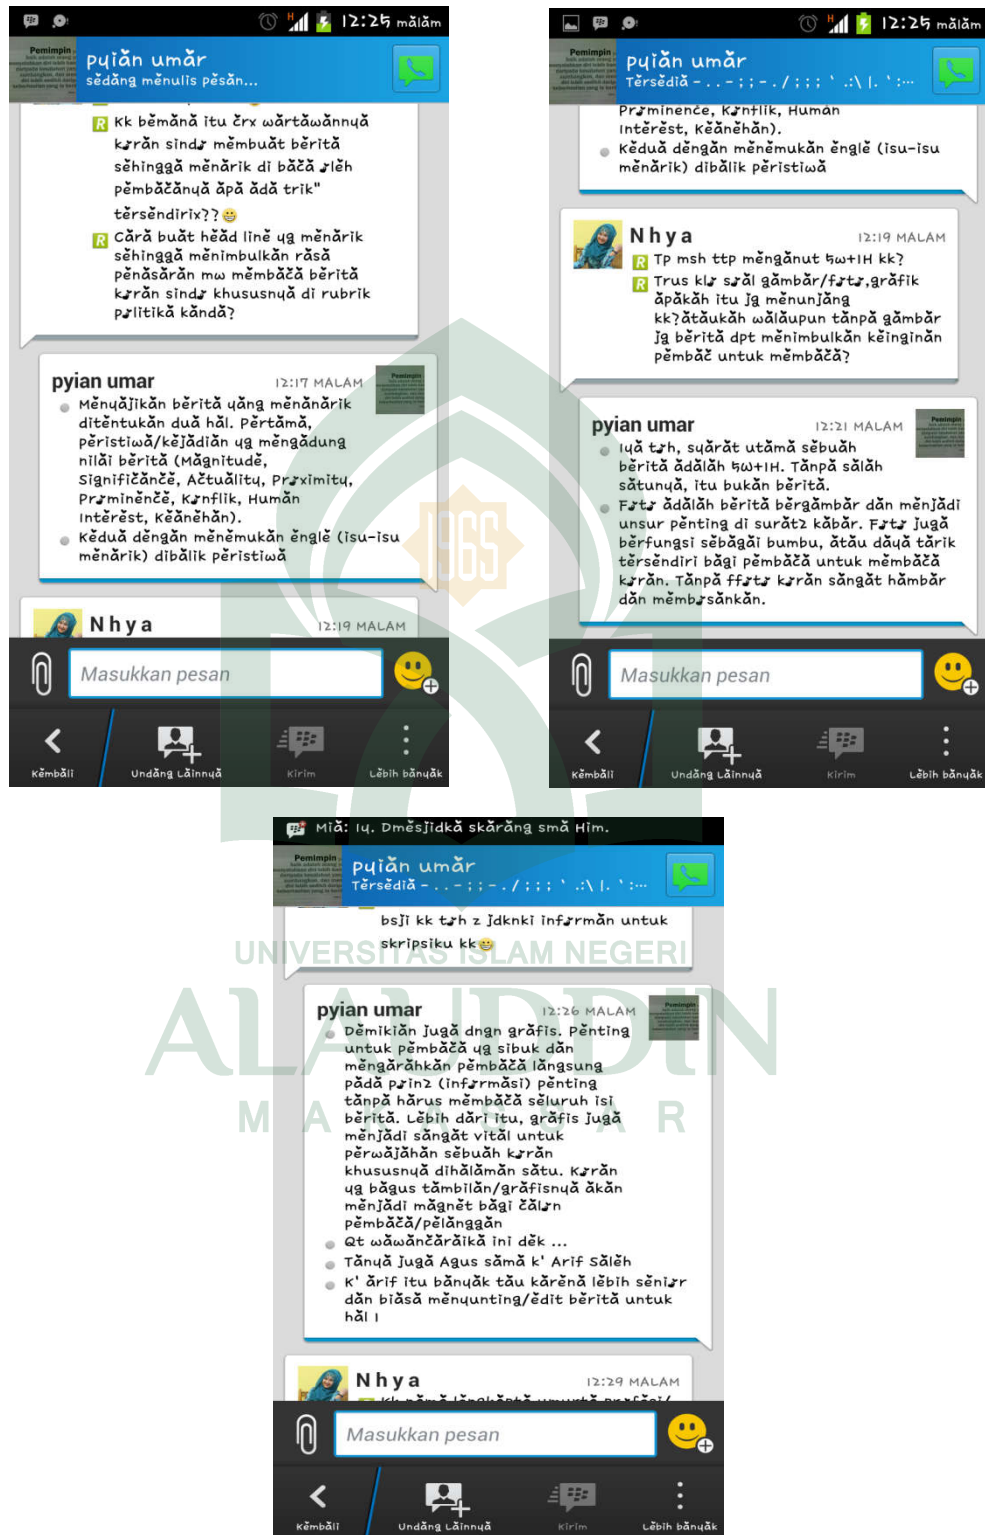 12:25 malam
pyian umar
sedang menulis pesan...
Kk bemana itu crx wartawannya
koran sindo membuat berita
sehingga menarik di baca oleh
pembacanya apa ada trik"
tersendirix??
Cara buat head line yg menarik
sehingga menimbulkan rasa
penasaran mw membaca berita
koran sindo khususnya di rubrik
politika kanda?
pyian umar 12:17 MALAM
Menyajikan berita yang menanarik
ditentukan dua hal. Pertama,
peristiwa/kejadian yg mengadung
nilai berita (Magnitude,
Significance, Actuality, Proximity,
Prominence, Konflik, Human
Interest, Keanehan).
Kedua dengan menemukan engle (isu-isu
menarik) dibalik peristiwa
Nhya 12:19 MALAM
Masukkan pesan
Kembali Undang Lainnya Kirim Lebih banyak
12:25 malam
pyian umar
Tersedia - . . - ; ; - . / ; ; ; ` .:\ |. ` :...
Prominence, Konflik, Human
Interest, Keanehan).
Kedua dengan menemukan engle (isu-isu
menarik) dibalik peristiwa
Nhya 12:19 MALAM
Tp msh ttp menganut 5w+1H kk?
Trus klo soal gambar/foto,grafik
apakah itu jg menunjang
kk?ataukah walaupun tanpa gambar
jg berita dpt menimbulkan keinginan
pembac untuk membaca?
pyian umar 12:21 MALAM
Iya toh, syarat utama sebuah
berita adalah 5W+1H. Tanpa salah
satunya, itu bukan berita.
Foto adalah berita bergambar dan menjadi
unsur penting di surat2 kabar. Foto juga
berfungsi sebagai bumbu, atau daya tarik
tersendiri bagi pembaca untuk membaca
koran. Tanpa ffoto koran sangat hambar
dan membosankan.
Masukkan pesan
Kembali Undang Lainnya Kirim Lebih banyak
1965
Mia: Iy. Dmesjidka skarang sma Him.
pyian umar
Tersedia - . . - ; ; - . / ; ; ; ` .:\ |. ` :...
bsji kk toh z jdknki informan untuk
skripsiku kk
pyian umar 12:26 MALAM
Demikian juga dngn grafis. Penting
untuk pembaca yg sibuk dan
mengarahkan pembaca langsung
pada poin2 (informasi) penting
tanpa harus membaca seluruh isi
berita. Lebih dari itu, grafis juga
menjadi sangat vital untuk
perwajahan sebuah koran
khususnya dihalaman satu. Koran
yg bagus tambilan/grafisnya akan
menjadi magnet bagi calon
pembaca/pelanggan
Qt wawancaraika ini dek ...
Tanya juga Agus sama k' Arif Saleh
K' arif itu banyak tau karena lebih senior
dan biasa menyunting/edit berita untuk
hal 1
Nhya 12:29 MALAM
Masukkan pesan
Kembali Undang Lainnya Kirim Lebih banyak
UNIVERSITAS ISLAM NEGERI
ALAUDDIN
MAKASSAR